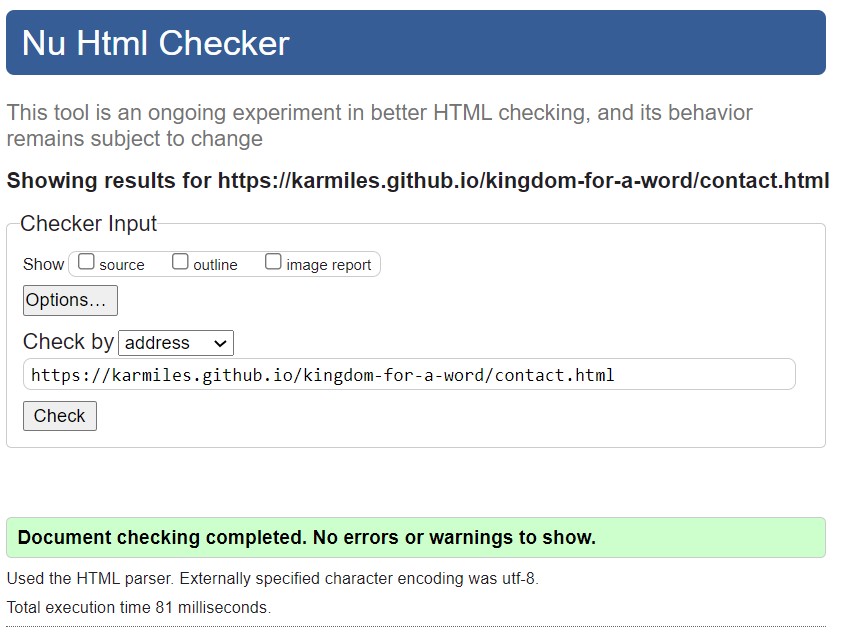 Nu Html Checker
This tool is an ongoing experiment in better HTML checking, and its behavior
remains subject to change
Showing results for https://karmiles.github.io/kingdom-for-a-word/contact.html
Checker Input
Show source outline image report
Options...
Check by address
https://karmiles.github.io/kingdom-for-a-word/contact.html
Check
Document checking completed. No errors or warnings to show.
Used the HTML parser. Externally specified character encoding was utf-8.
Total execution time 81 milliseconds.